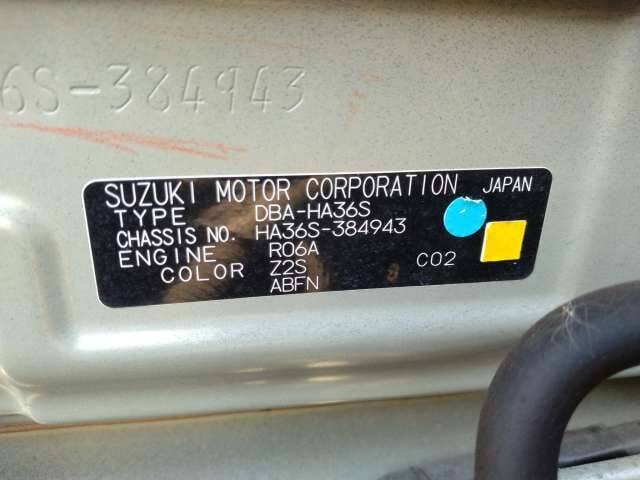 6S-384943
SUZUKI MOTOR CORPORATION JAPAN
TYPE DBA-HA36S
CHASSIS NO. HA36S-384943
ENGINE R06A
COLOR Z2S C02
ABFN